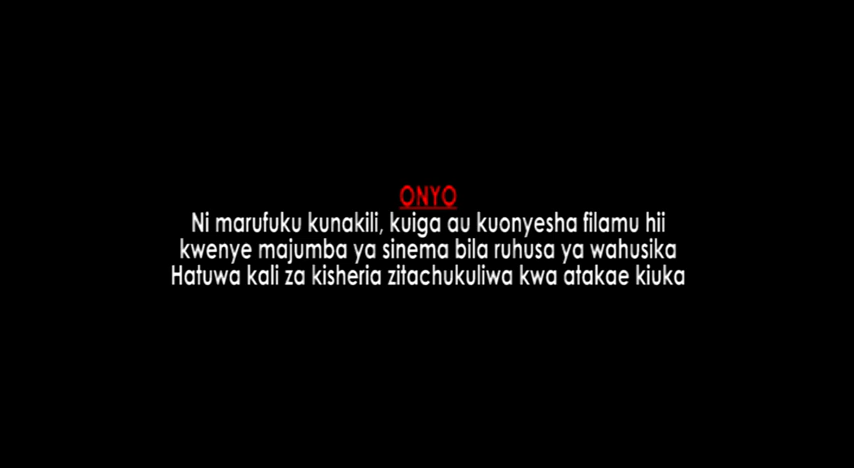 ONYO
Ni marufuku kunakili, kuiga au kuonyesha filamu hii
kwenye majumba ya sinema bila ruhusa ya wahusika
Hatuwa kali za kisheria zitachukuliwa kwa atakae kiuka